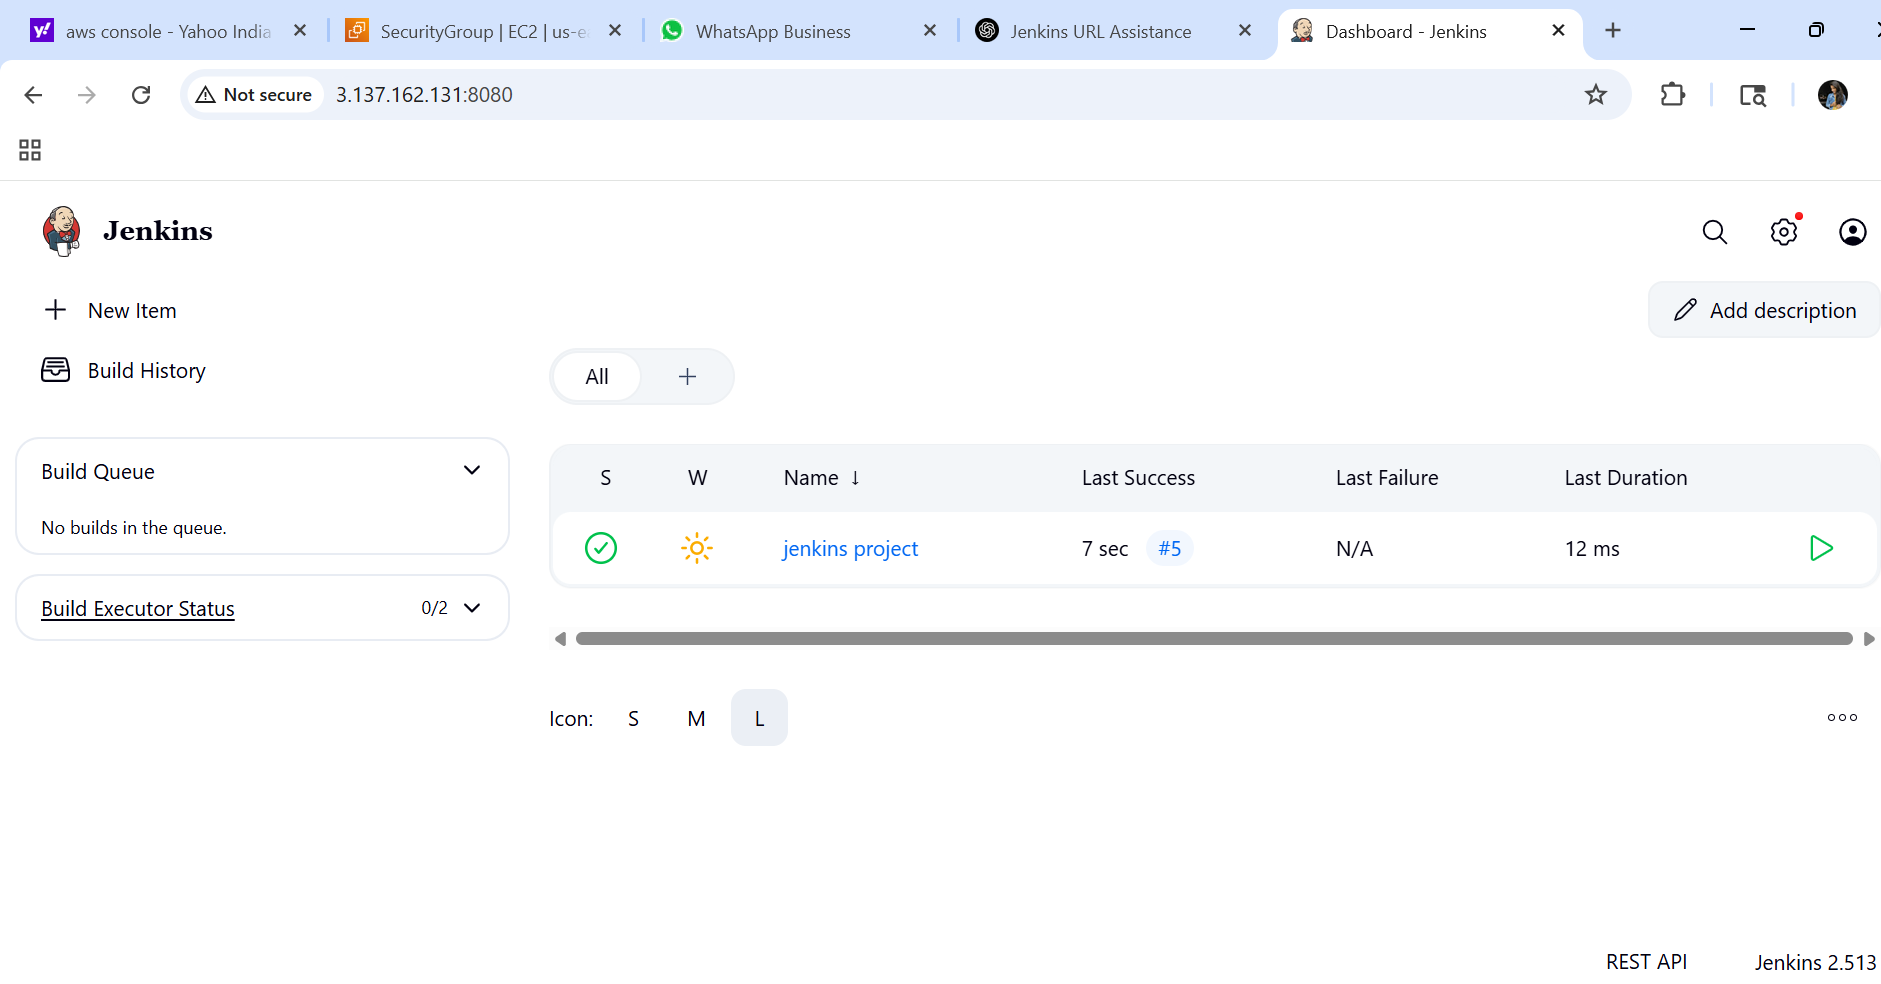 aws console - Yahoo India
SecurityGroup | EC2 | us-ea
WhatsApp Business
Jenkins URL Assistance
Dashboard - Jenkins
Not secure
3.137.162.131:8080
Jenkins
New Item
Add description
Build History
All
Build Queue
No builds in the queue.
Build Executor Status 0/2
S W Name ↓ Last Success Last Failure Last Duration
jenkins project 7 sec #5 N/A 12 ms
Icon: S M L
REST API Jenkins 2.513